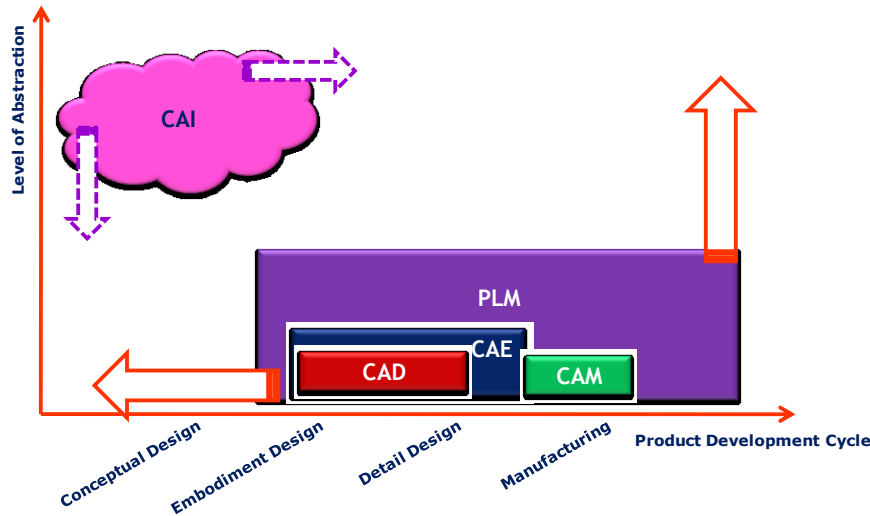 Level of Abstraction
CAI
PLM
CAE
CAD
CAM
Conceptual Design
Embodiment Design
Detail Design
Manufacturing
Product Development Cycle